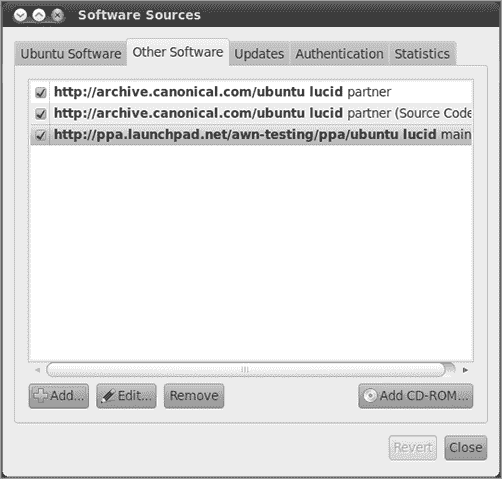 Software Sources
Ubuntu Software Other Software Updates Authentication Statistics
http://archive.canonical.com/ubuntu lucid partner
http://archive.canonical.com/ubuntu lucid partner (Source Code
http://ppa.launchpad.net/awn-testing/ppa/ubuntu lucid main
Add... Edit... Remove Add CD-ROM...
Revert Close